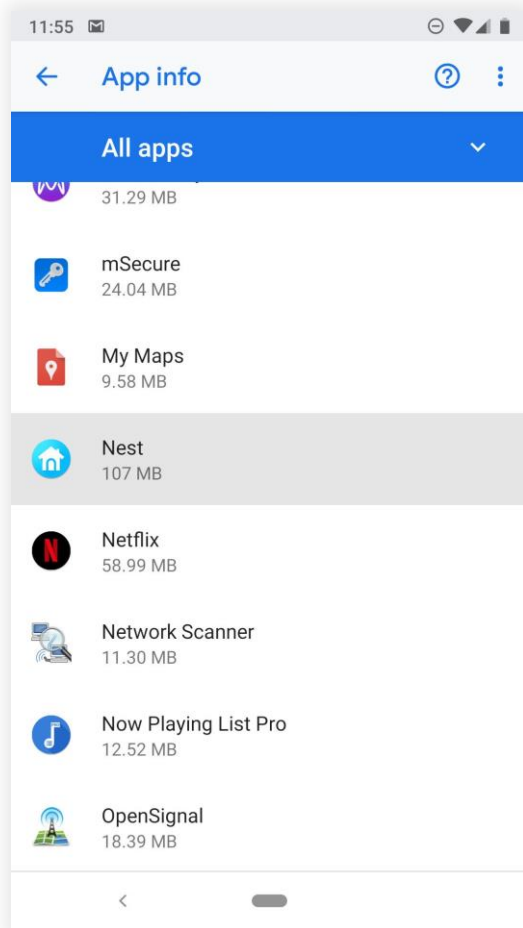 11:55
App info
All apps
31.29 MB
mSecure
24.04 MB
My Maps
9.58 MB
Nest
107 MB
Netflix
58.99 MB
Network Scanner
11.30 MB
Now Playing List Pro
12.52 MB
OpenSignal
18.39 MB